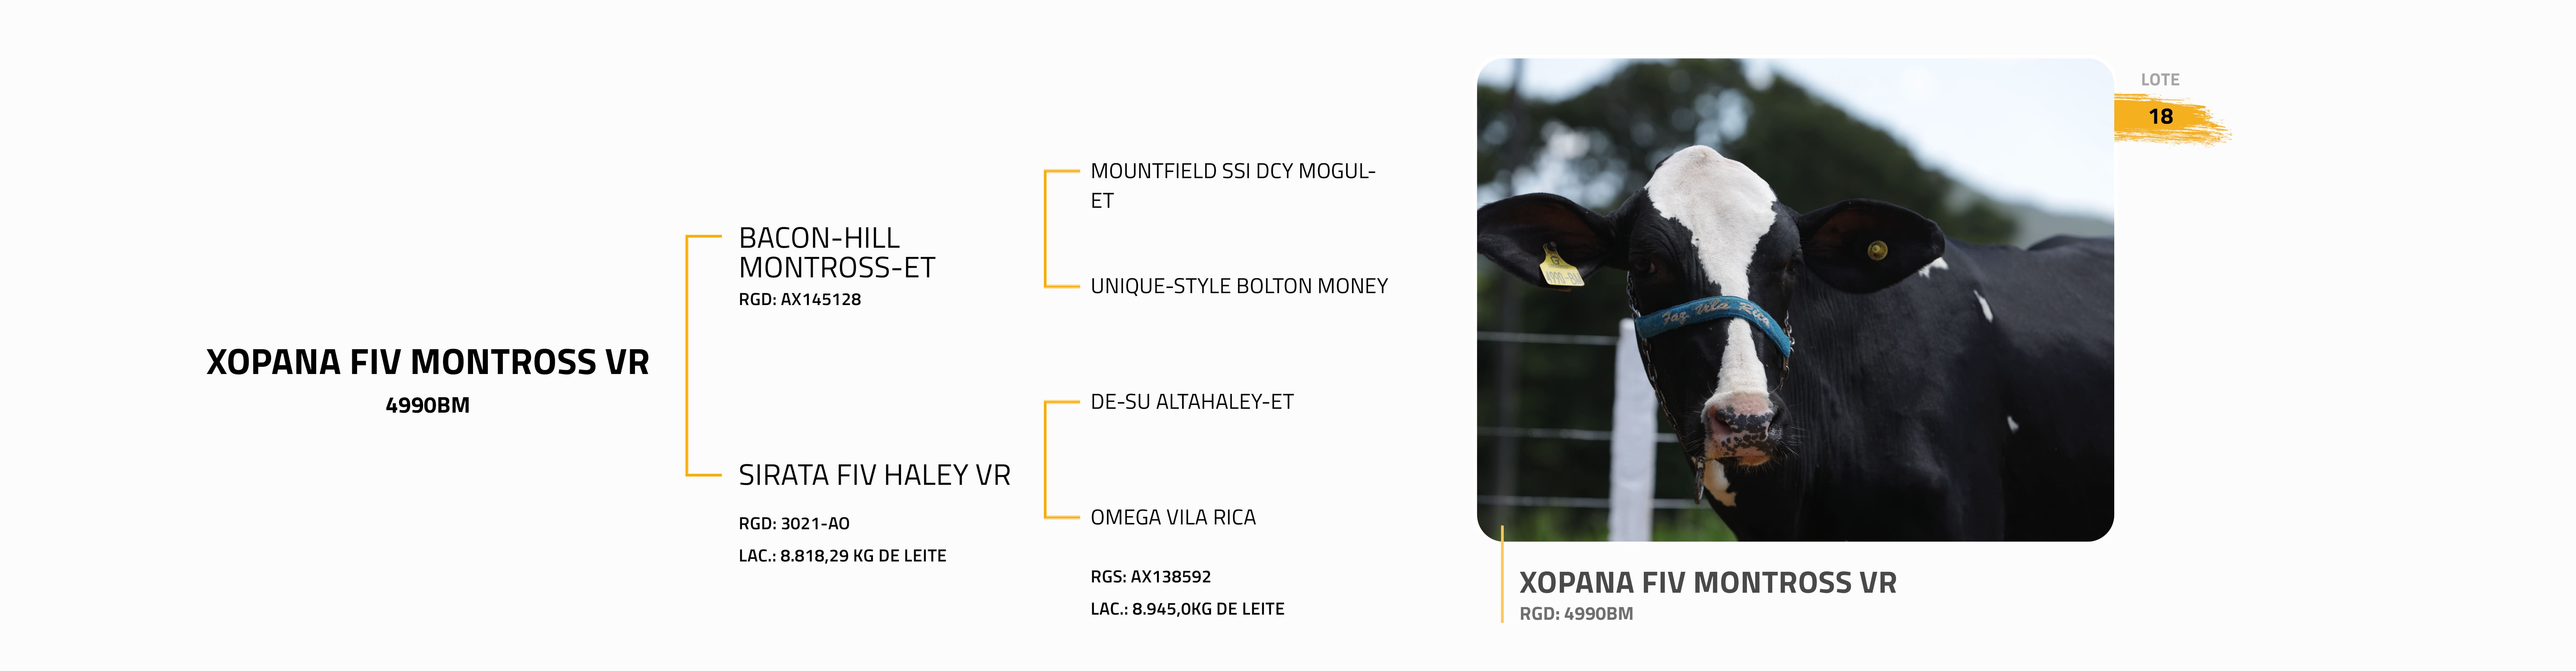 LOTE
18
MOUNTFIELD SSI DCY MOGUL-
ET
BACON-HILL
MONTROSS-ET
RGD: AX145128
UNIQUE-STYLE BOLTON MONEY
XOPANA FIV MONTROSS VR
4990BM
DE-SU ALTAHALEY-ET
SIRATA FIV HALEY VR
RGD: 3021-AO
LAC.: 8.818,29 KG DE LEITE
OMEGA VILA RICA
RGS: AX138592
LAC.: 8.945,0KG DE LEITE
Faz Vila Rica
XOPANA FIV MONTROSS VR
RGD: 4990BM